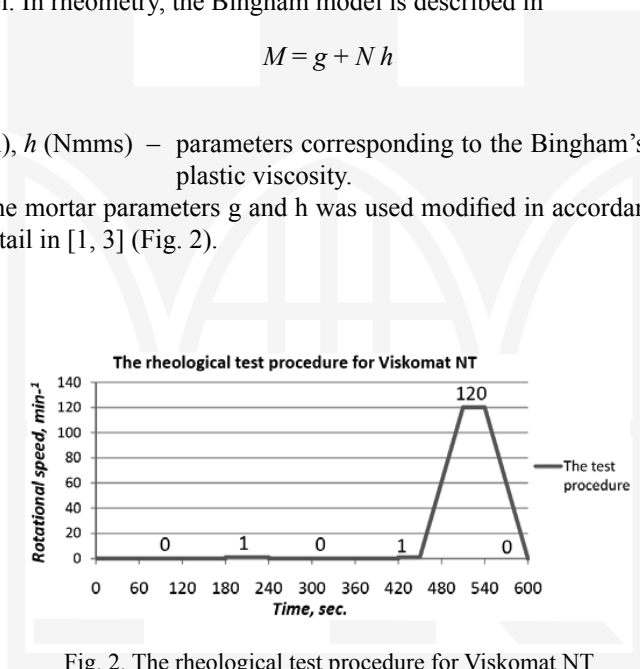 In rheometry, the Bingham model is described in
M = g + N h
), h (Nmms) – parameters corresponding to the Bingham’s
plastic viscosity.
mortar parameters g and h was used modified in accordan
tail in [1, 3] (Fig. 2).
The rheological test procedure for Viskomat NT
Rotational speed, min-¹
140
120
100
80
60
40
20
0
120
0 1 0 1 0
The test
procedure
0 60 120 180 240 300 360 420 480 540 600
Time, sec.
Fig. 2. The rheological test procedure for Viskomat NT